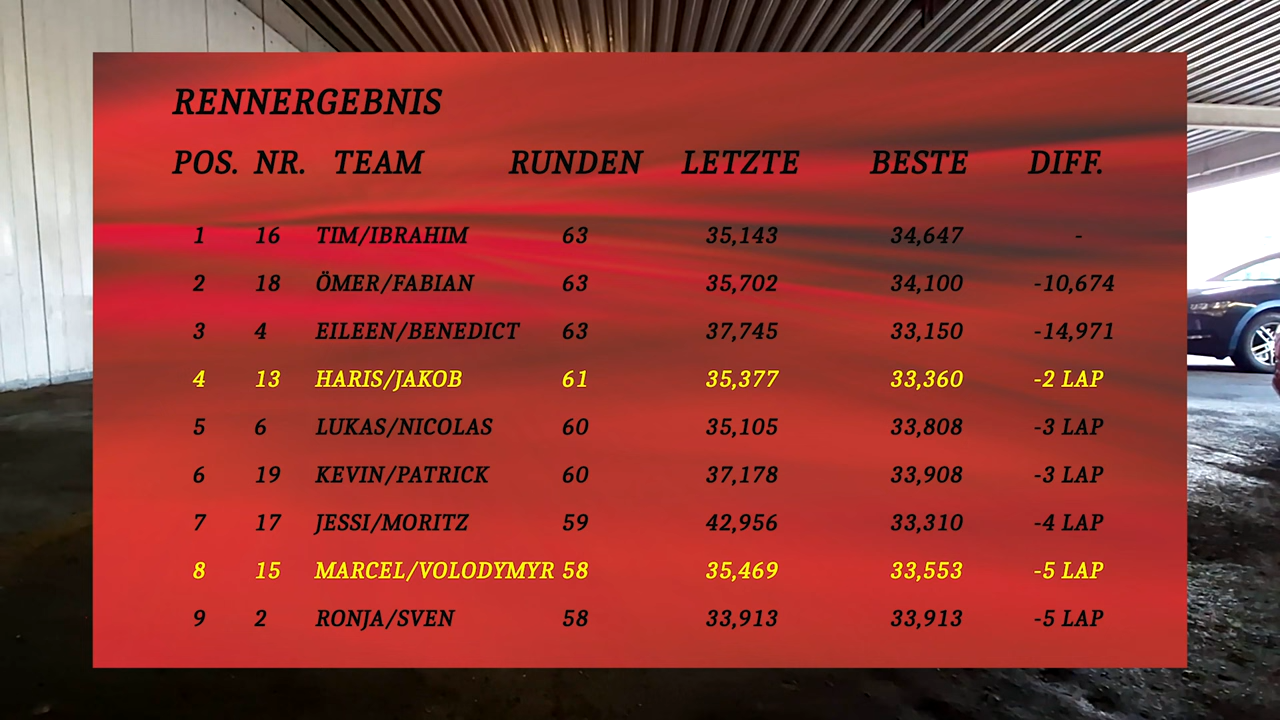 RENNERGEBNIS
POS. NR. TEAM RUNDEN LETZTE BESTE DIFF.
1 16 TIM/IBRAHIM 63 35,143 34,647 -
2 18 ÖMER/FABIAN 63 35,702 34,100 -10,674
3 4 EILEEN/BENEDICT 63 37,745 33,150 -14,971
4 13 HARIS/JAKOB 61 35,377 33,360 -2 LAP
5 6 LUKAS/NICOLAS 60 35,105 33,808 -3 LAP
6 19 KEVIN/PATRICK 60 37,178 33,908 -3 LAP
7 17 JESSI/MORITZ 59 42,956 33,310 -4 LAP
8 15 MARCEL/VOLODYMYR 58 35,469 33,553 -5 LAP
9 2 RONJA/SVEN 58 33,913 33,913 -5 LAP